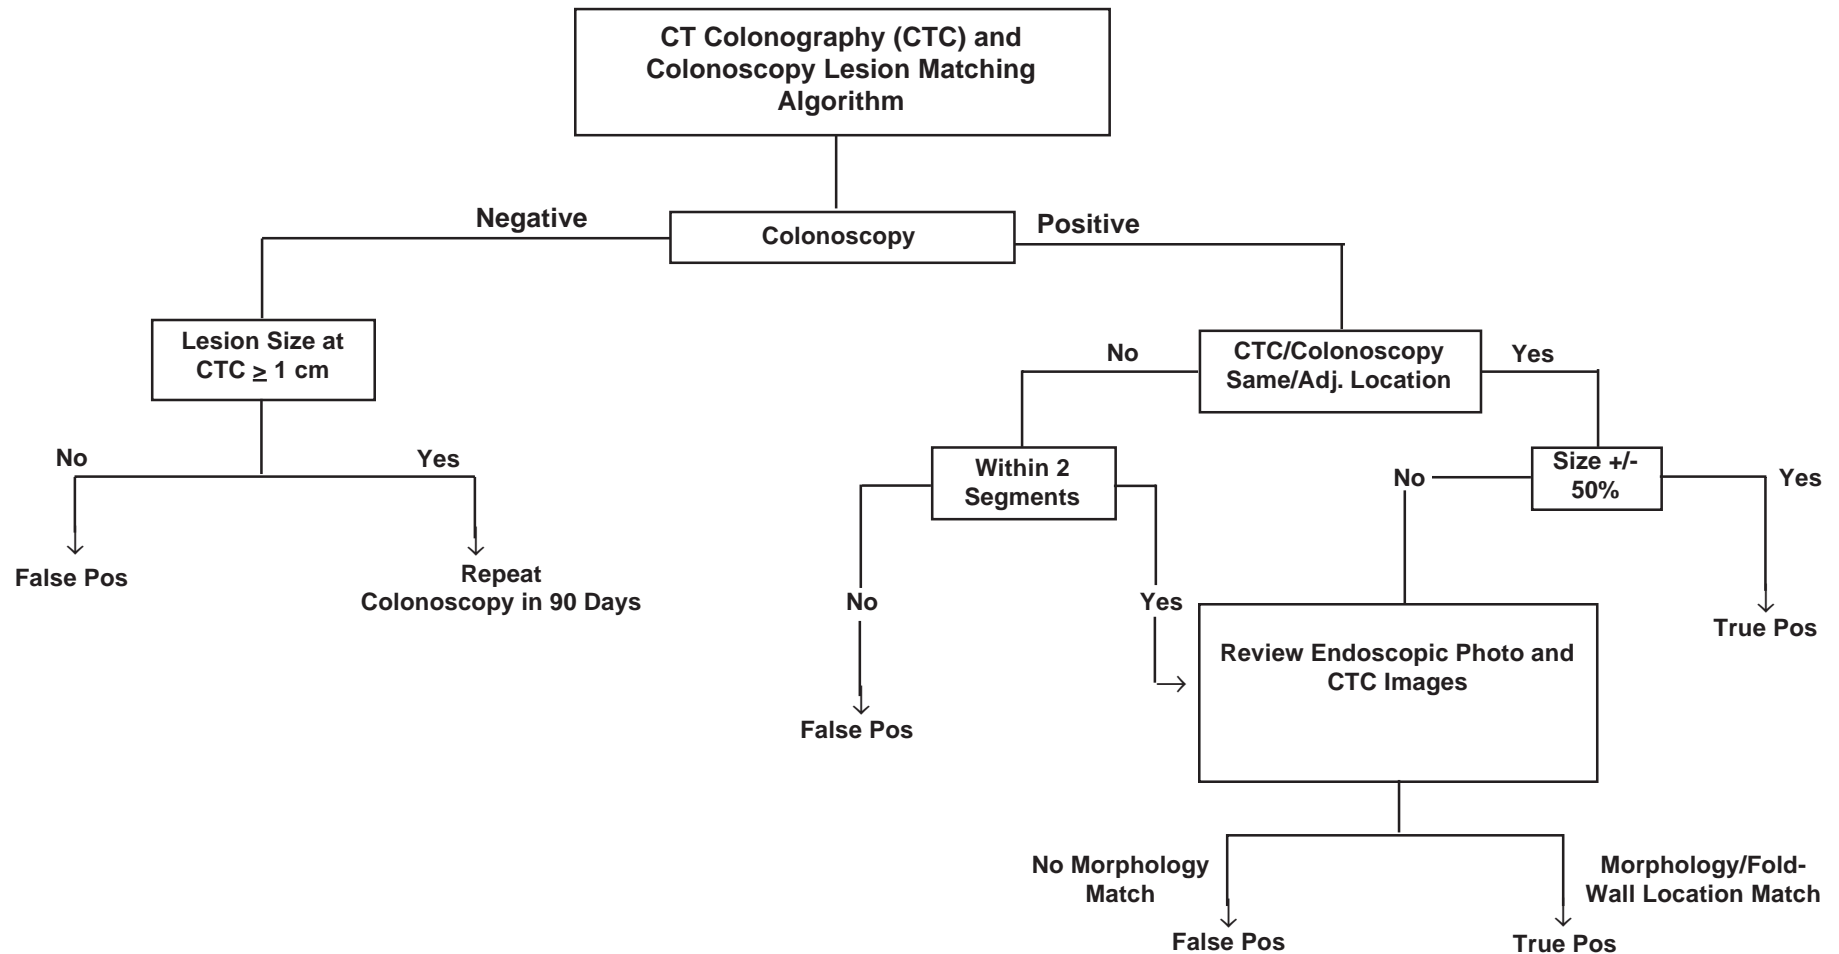 CT Colonography (CTC) and
Colonoscopy Lesion Matching
Algorithm
Negative
Colonoscopy
Positive
Lesion Size at
CTC ≥ 1 cm
No
CTC/Colonoscopy
Same/Adj. Location
Yes
No
Yes
Within 2
Segments
No
Size +/-
50%
Yes
False Pos
Repeat
Colonoscopy in 90 Days
No
Yes
True Pos
Review Endoscopic Photo and
CTC Images
False Pos
No Morphology
Match
Morphology/Fold-
Wall Location Match
False Pos
True Pos